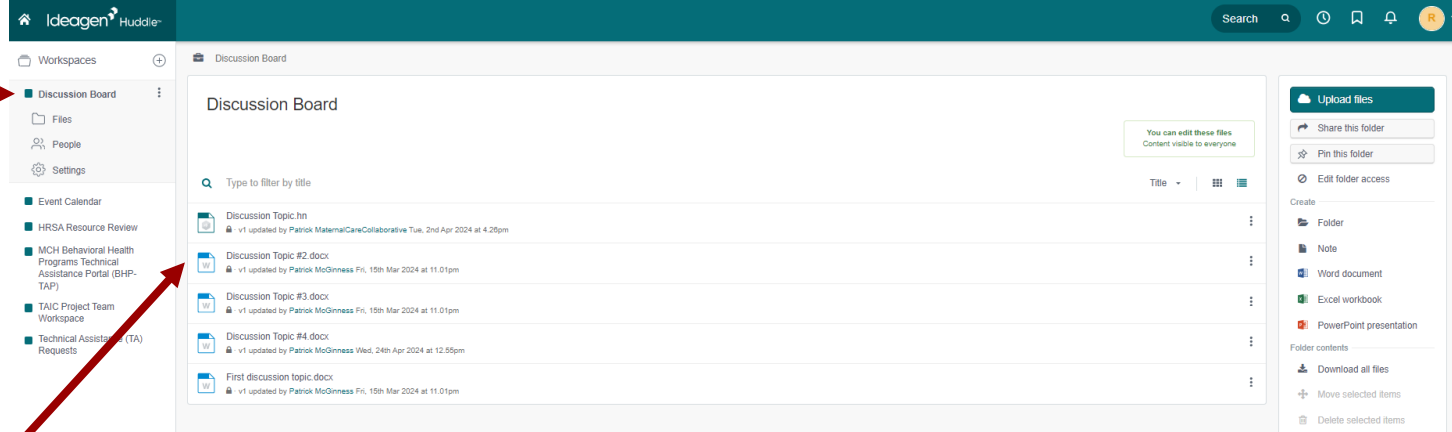 Ideagen Huddle™
Search
R
Workspaces
Discussion Board
Files
People
Settings
Event Calendar
HRSA Resource Review
MCH Behavioral Health
Programs Technical
Assistance Portal (BHP-
TAP)
TAIC Project Team
Workspace
Technical Assistance (TA)
Requests
Discussion Board
Discussion Board
You can edit these files
Content visible to everyone
Type to filter by title
Title
Discussion Topic.hn
· v1 updated by Patrick MaternalCareCollaborative Tue, 2nd Apr 2024 at 4.26pm
W
Discussion Topic #2.docx
· v1 updated by Patrick McGinness Fri, 15th Mar 2024 at 11.01pm
W
Discussion Topic #3.docx
· v1 updated by Patrick McGinness Fri, 15th Mar 2024 at 11.01pm
W
Discussion Topic #4.docx
· v1 updated by Patrick McGinness Wed, 24th Apr 2024 at 12.55pm
W
First discussion topic.docx
· v1 updated by Patrick McGinness Fri, 15th Mar 2024 at 11.01pm
Upload files
Share this folder
Pin this folder
Edit folder access
Create
Folder
Note
Word document
Excel workbook
PowerPoint presentation
Folder contents
Download all files
Move selected items
Delete selected items